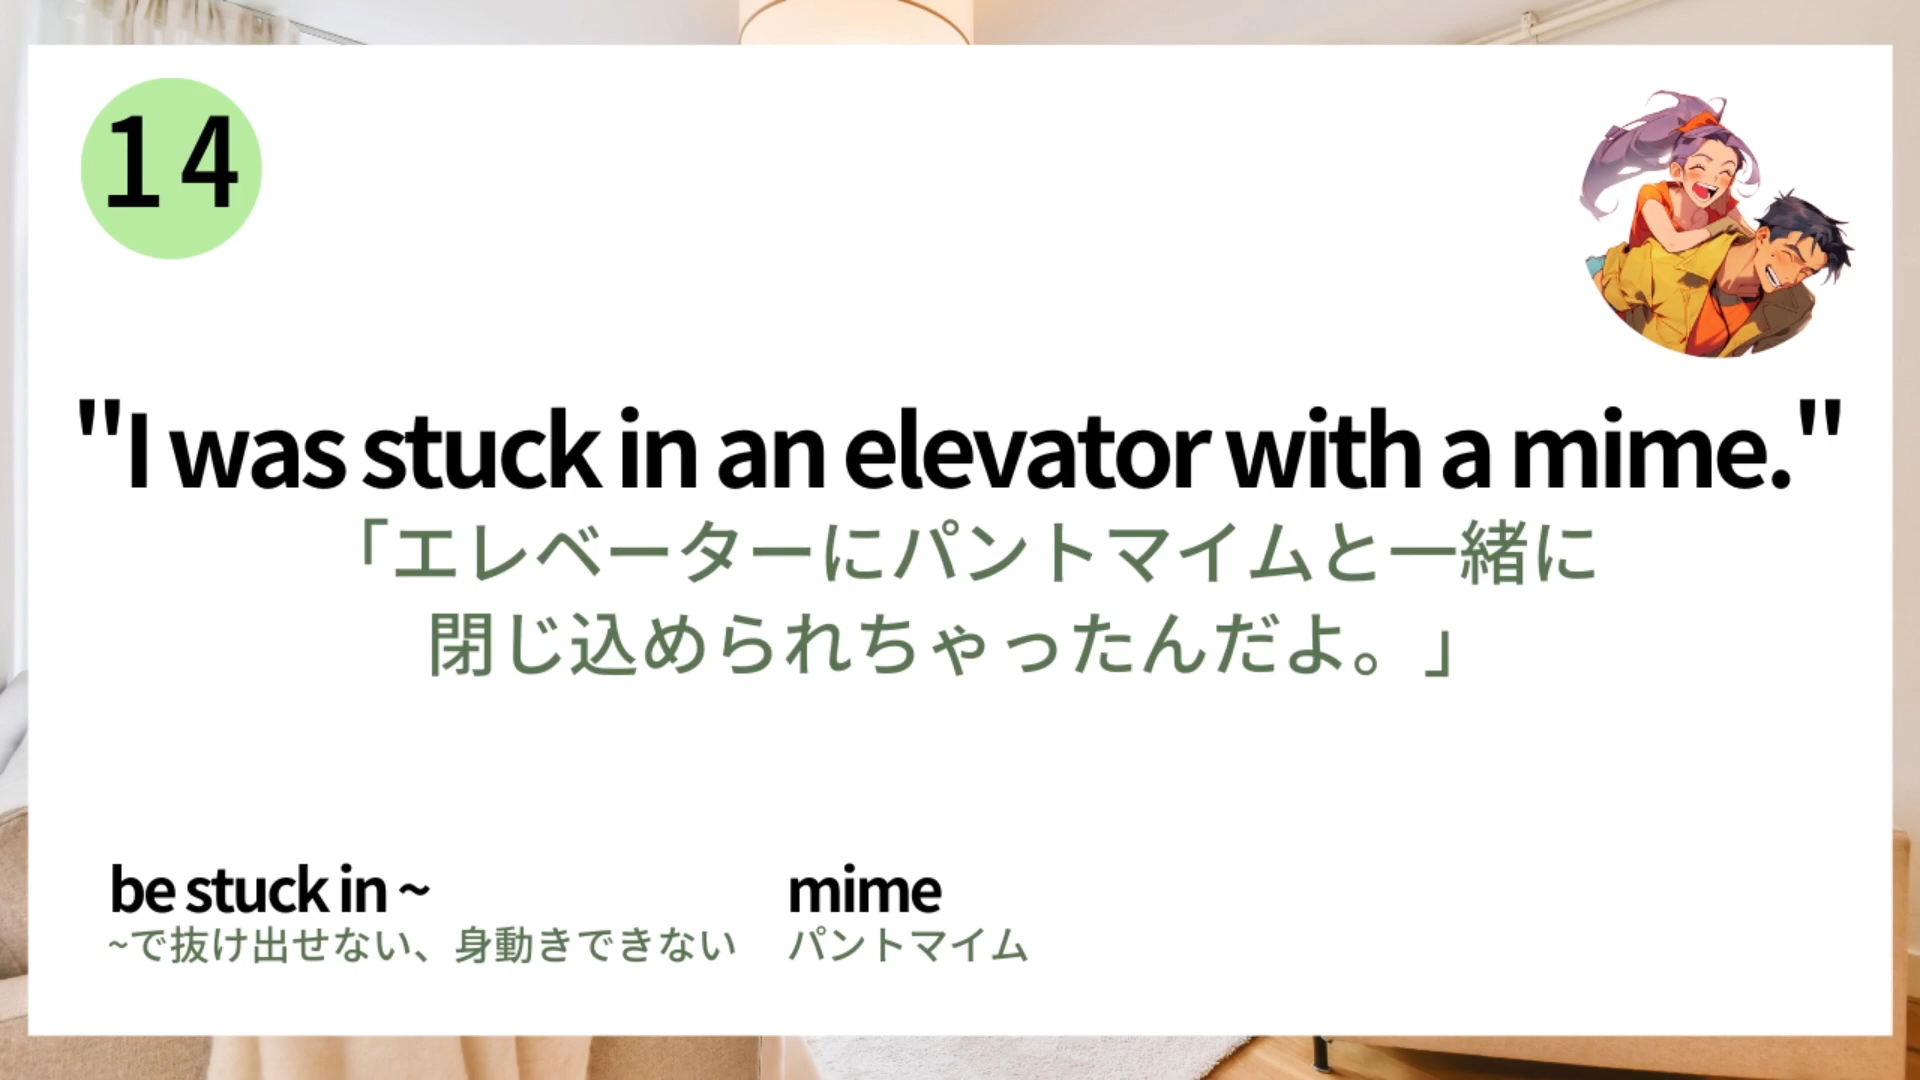 14
"I was stuck in an elevator with a mime."
「エレベーターにパントマイムと一緒に
閉じ込められちゃったんだよ。」
be stuck in ~
~で抜け出せない、身動きできない
mime
パントマイム